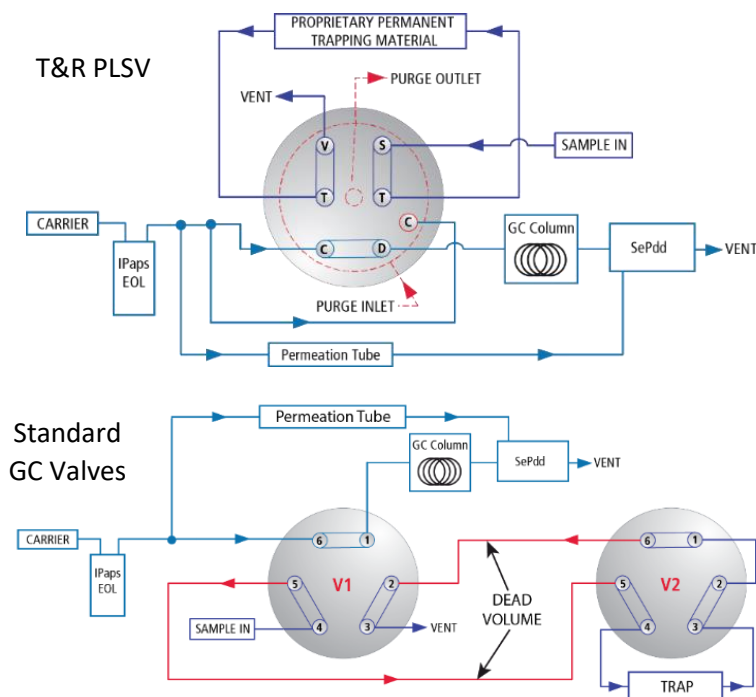 PROPRIETARY PERMANENT
TRAPPING MATERIAL
T&R PLSV
PURGE OUTLET
VENT
V
S
SAMPLE IN
T
T
CARRIER
C
GC Column
IPaps
EOL
C
D
SePdd
VENT
PURGE INLET
Permeation Tube
Standard
GC Valves
Permeation Tube
GC Column
SePdd
VENT
CARRIER
IPaps
EOL
6
1
6
1
5
V1
2
DEAD
VOLUME
5
V2
2
SAMPLE IN
4
3
VENT
4
3
TRAP